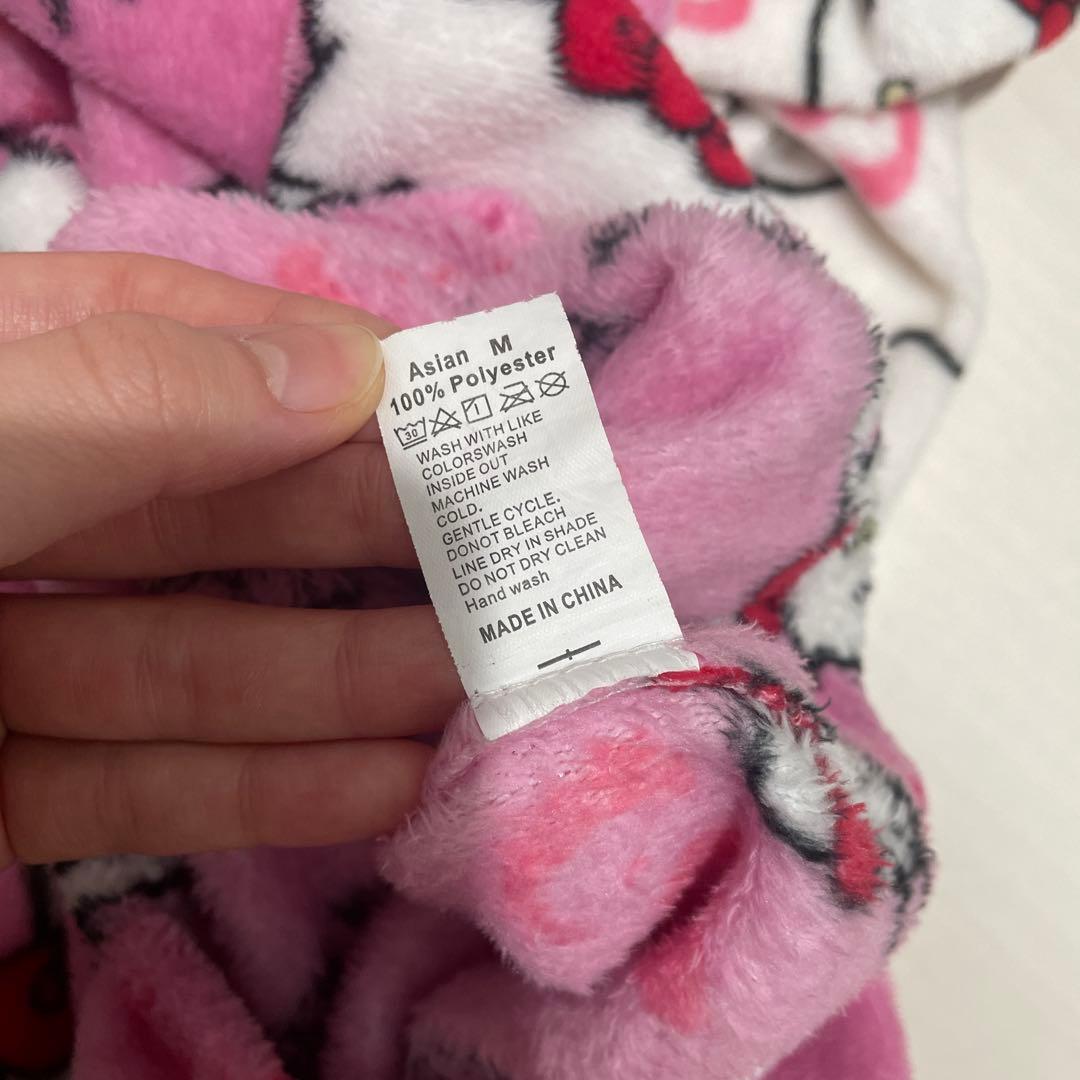 Asian M
100% Polyester
30 1
WASH WITH LIKE
COLORSWASH
INSIDE OUT
MACHINE WASH
COLD.
GENTLE CYCLE.
DONOT BLEACH
LINE DRY IN SHADE
DO NOT DRY CLEAN
Hand wash
MADE IN CHINA